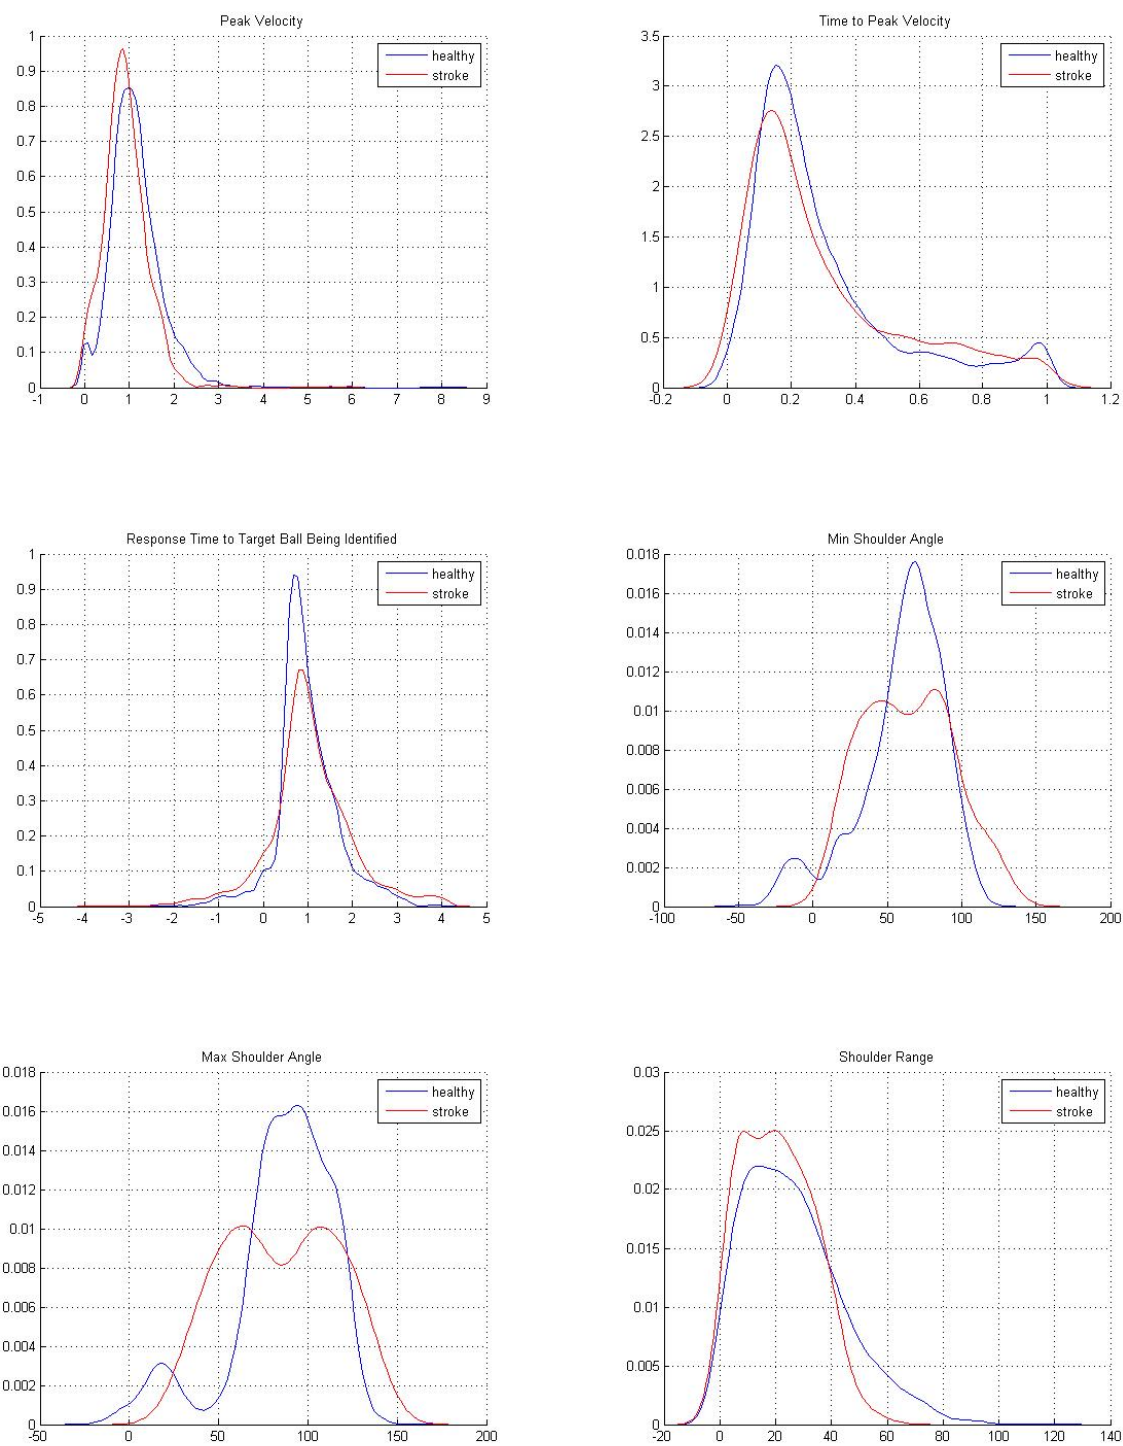 Peak Velocity
1
0.9
0.8
0.7
0.6
0.5
0.4
0.3
0.2
0.1
0
-1 0 1 2 3 4 5 6 7 8 9
healthy
stroke
Time to Peak Velocity
3.5
3
2.5
2
1.5
1
0.5
0
-0.2 0 0.2 0.4 0.6 0.8 1 1.2
healthy
stroke
Response Time to Target Ball Being Identified
1
0.9
0.8
0.7
0.6
0.5
0.4
0.3
0.2
0.1
0
-5 -4 -3 -2 -1 0 1 2 3 4 5
healthy
stroke
Min Shoulder Angle
0.018
0.016
0.014
0.012
0.01
0.008
0.006
0.004
0.002
0
-100 -50 0 50 100 150 200
healthy
stroke
Max Shoulder Angle
0.018
0.016
0.014
0.012
0.01
0.008
0.006
0.004
0.002
0
-50 0 50 100 150 200
healthy
stroke
Shoulder Range
0.03
0.025
0.02
0.015
0.01
0.005
0
-20 0 20 40 60 80 100 120 140
healthy
stroke